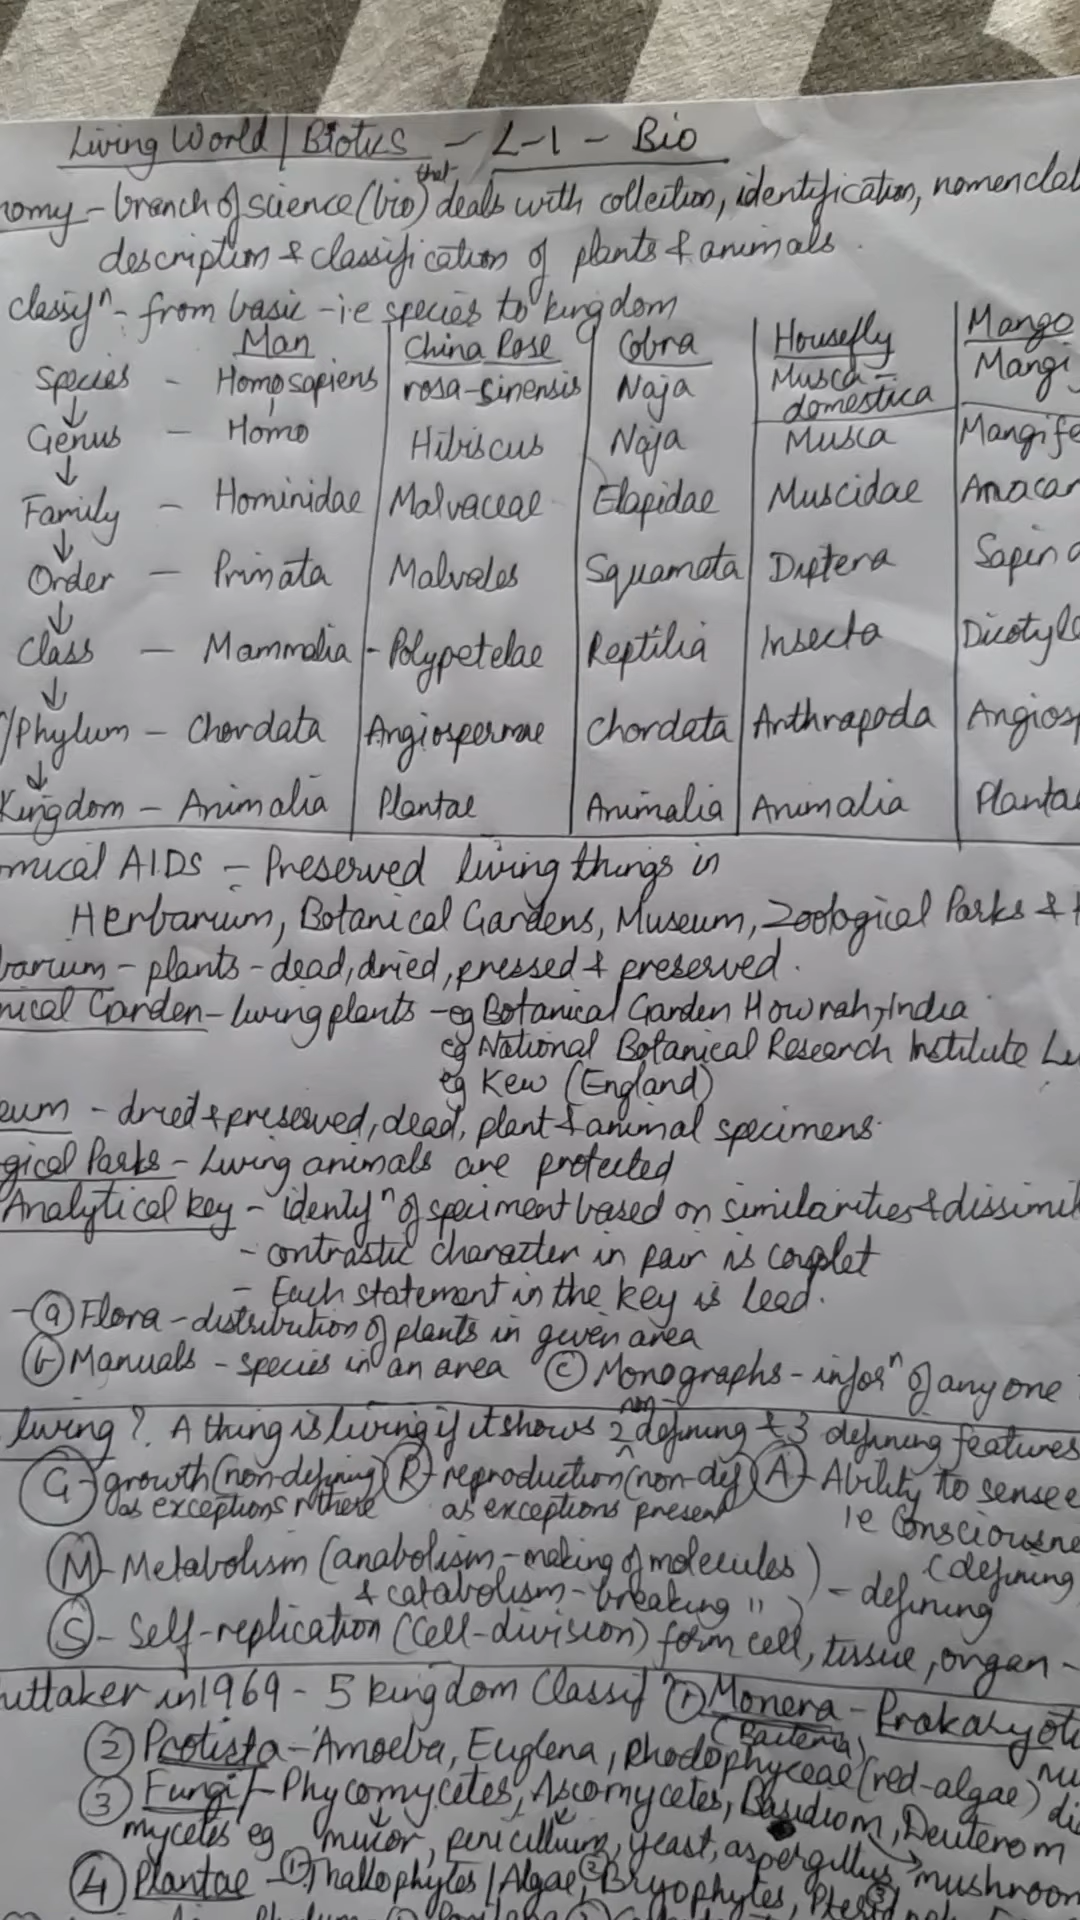 Living World / Biotics - L-1 - Bio
nomy - branch of science (bio) that deals with collection, identification, nomenclat
description & classification of plants & animals.
classifⁿ - from basic - i.e species to kingdom
Man | China Rose | Cobra | Housefly | Mango
Species - Homo sapiens | rosa-sinensis | Naja | Musca-domestica | Mangi
↓
Genus - Homo | Hibiscus | Naja | Musca | Mangife
↓
Family - Hominidae | Malvaceae | Elapidae | Muscidae | Anacar
↓
Order - Primata | Malvales | Squamata | Diptera | Sapin
↓
Class - Mammalia - Polypetelae | Reptilia | Insecta | Dicotyle
↓
/Phylum - Chordata | Angiospermae | Chordata | Anthrapoda | Angiosp
↓
Kingdom - Animalia | Plantae | Animalia | Animalia | Plantae
omical AIDS - Preserved living things in
Herbarium, Botanical Gardens, Museum, Zoological Parks &
barium - plants - dead, dried, pressed & preserved.
nical Garden - living plants - eg Botanical Garden Howrah, India
eg National Botanical Research Institute Lu
eg Kew (England)
eum - dried & preserved, dead, plant & animal specimens
gical Parks - Living animals are protected
Analytical key - identyⁿ of speciment based on similarities & dissimil
- contrastic character in pair is couplet
- Each statement in the key is lead.
- (a) Flora - distribution of plants in given area
(b) Manuals - species in an area (c) Monographs - inforⁿ of any one
living? A thing is living if it shows 2 non defining & 3 defining features
(G) - growth (non-defining) (R) - reproduction (non-def) (A) - Ability to sense e
as exceptions r there as exceptions present ie Consciousne
(M) - Metabolism (anabolism - making of molecules (defining
& catabolism - breaking " ) - defining
(S) - Self-replication (Cell-division) form cell, tissue, organ -
uttaker in 1969 - 5 kingdom Classif (1) Monera - Prokaryoti
(Bacteria)
(2) Protista - Amoeba, Euglena, Rhodophyceae (red-algae)
(3) Fungi - Phycomycetes, Ascomycetes, Basidiom, Deuterom
mycetes eg mucor, penicillium, yeast, aspergillus → mushroom
(4) Plantae - (1) Thallophytes / Algae, (2) Bryophytes, (3)